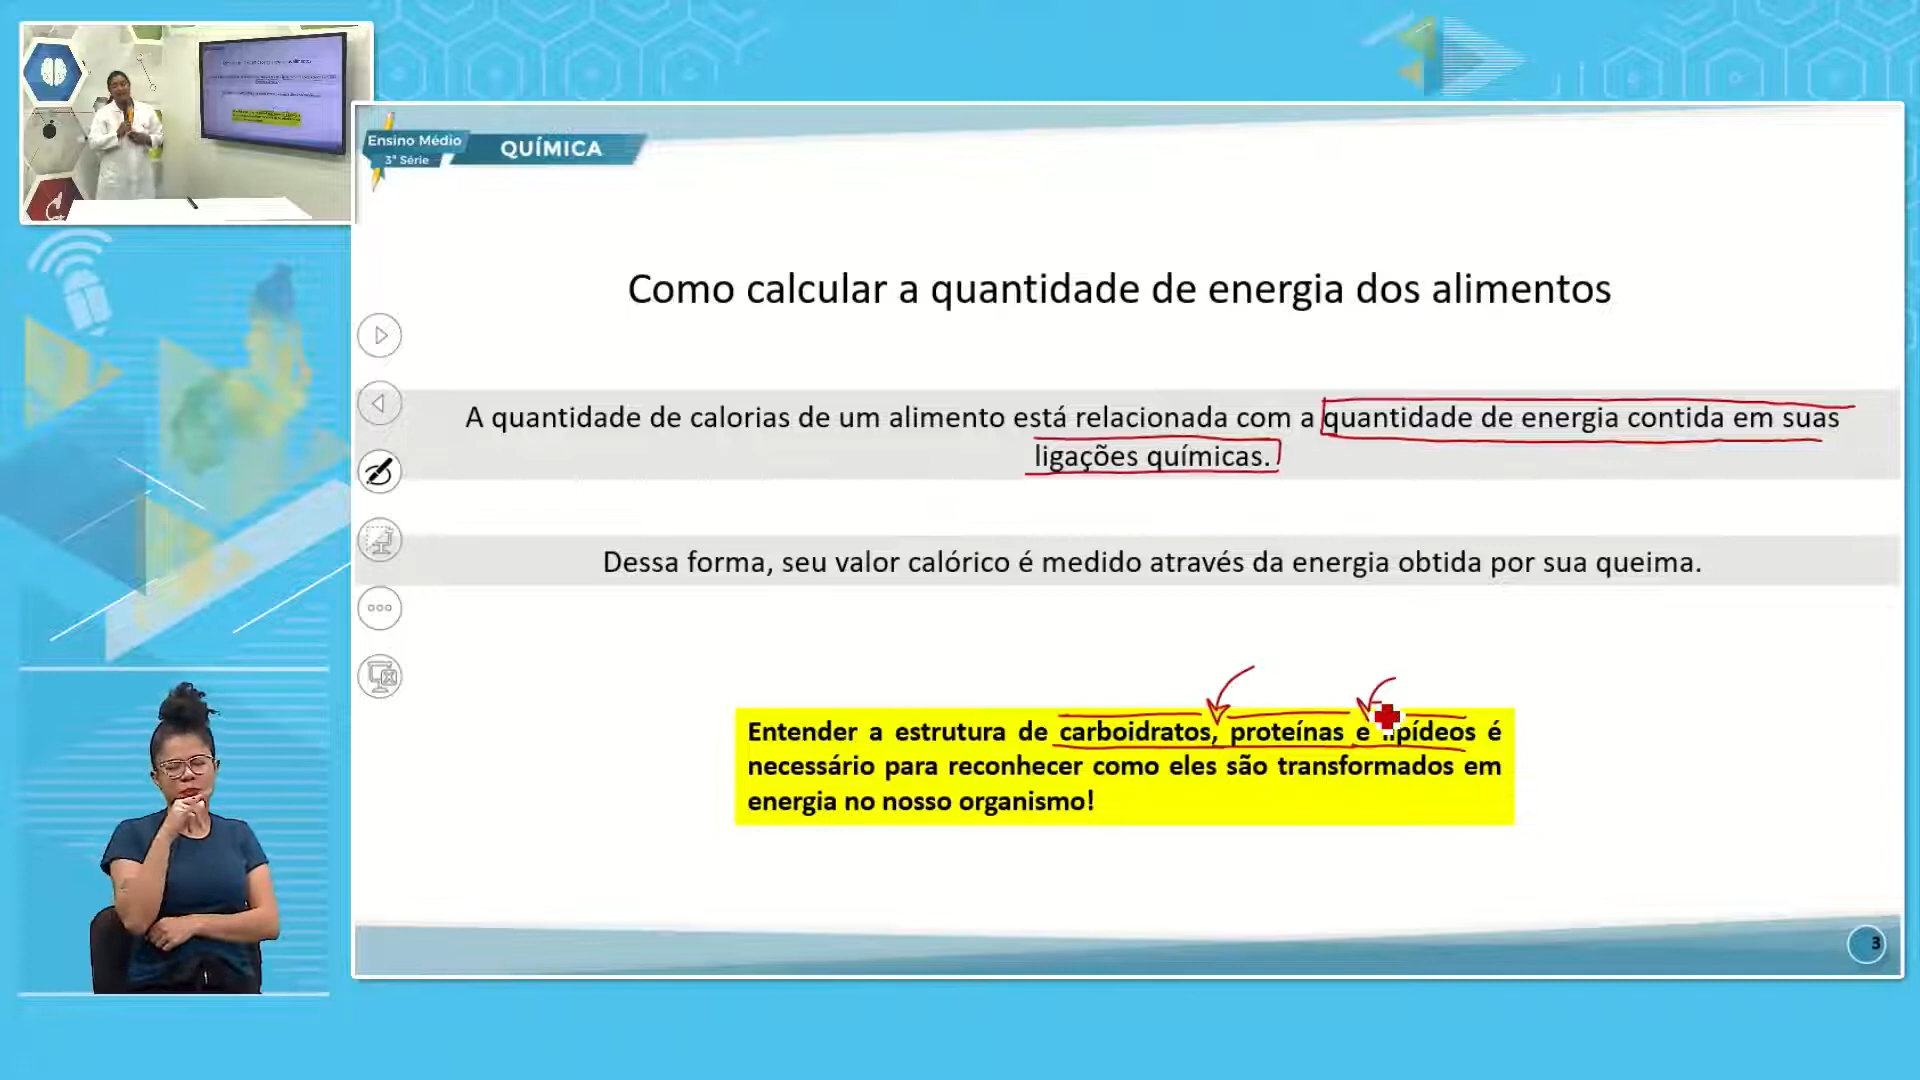 Ensino Médio
3ª Série
QUÍMICA
Como calcular a quantidade de energia dos alimentos
A quantidade de calorias de um alimento está relacionada com a quantidade de energia contida em suas
ligações químicas.
Dessa forma, seu valor calórico é medido através da energia obtida por sua queima.
Entender a estrutura de carboidratos, proteínas e lipídeos é
necessário para reconhecer como eles são transformados em
energia no nosso organismo!
3